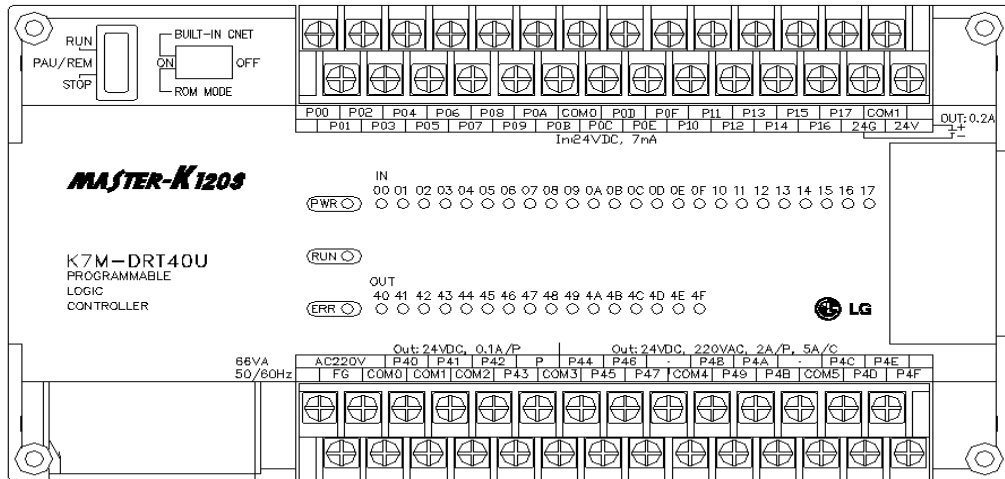 RUN
PAU/REM
STOP
BUILT-IN CNET
ON OFF
ROM MODE
P00 P02 P04 P06 P08 P0A COM0 P0D P0F P11 P13 P15 P17 COM1
P01 P03 P05 P07 P09 P0B P0C P0E P10 P12 P14 P16 24G 24V
OUT: 0.2A
+
-
In:24VDC, 7mA
MASTER-K120S
IN
00 01 02 03 04 05 06 07 08 09 0A 0B 0C 0D 0E 0F 10 11 12 13 14 15 16 17
PWR
K7M-DRT40U
PROGRAMMABLE
LOGIC
CONTROLLER
RUN
OUT
40 41 42 43 44 45 46 47 48 49 4A 4B 4C 4D 4E 4F
ERR
LG
Out: 24VDC, 0.1A/P Out: 24VDC, 220VAC, 2A/P, 5A/C
66VA
50/60Hz
AC220V P40 P41 P42 P P44 P46 - P4B P4A - P4C P4E
FG COM0 COM1 COM2 P43 COM3 P45 P47 COM4 P49 P4B COM5 P4D P4F